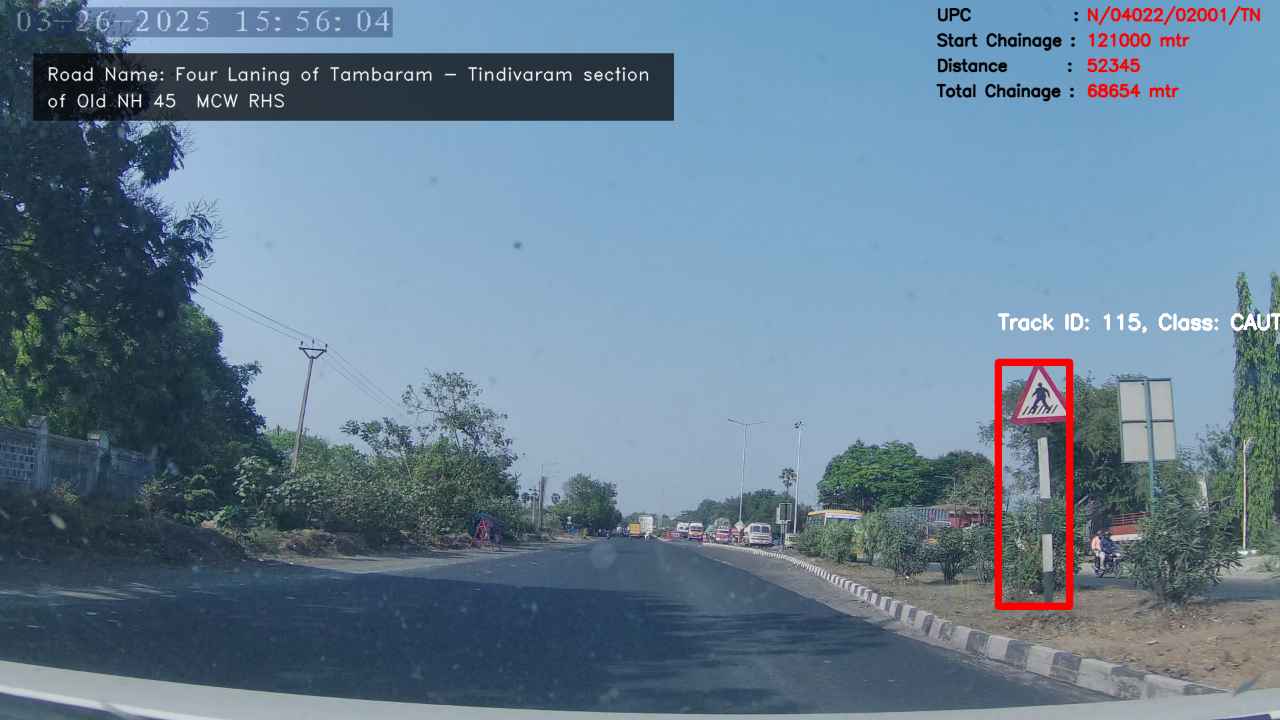 03-26-2025 15:56:04
Road Name: Four Laning of Tambaram - Tindivaram section
of Old NH 45 MCW RHS
UPC : N/04022/02001/TN
Start Chainage : 121000 mtr
Distance : 52345
Total Chainage : 68654 mtr
Track ID: 115, Class: CAUT